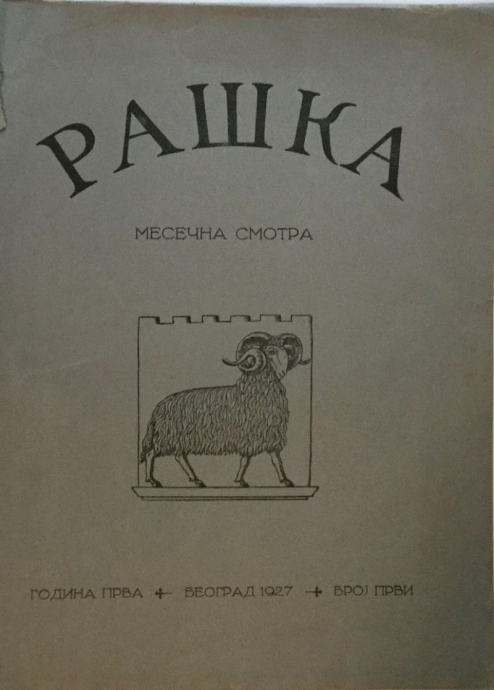 РАШКА
МЕСЕЧНА СМОТРА
ГОДИНА ПРВА + БЕОГРАД 1927 + БРОЈ ПРВИ